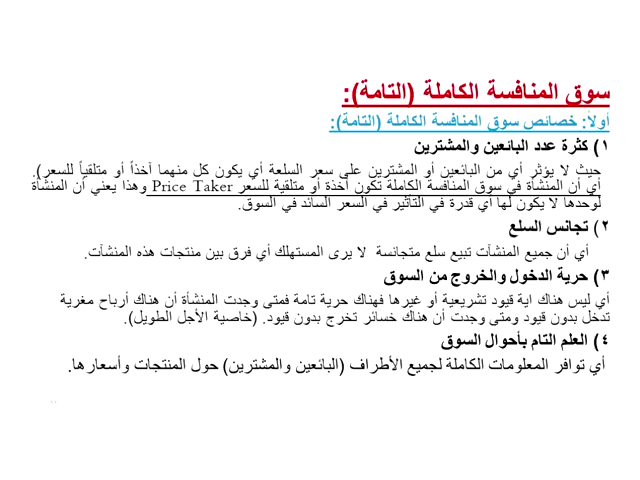 سوق المنافسة الكاملة (التامة):
أولا: خصائص سوق المنافسة الكاملة (التامة):
١) كثرة عدد البائعين والمشترين
حيث لا يؤثر أي من البائعين أو المشترين على سعر السلعة أي يكون كل منهما آخذاً أو متلقياً للسعر).
أي أن المنشاة في سوق المنافسة الكاملة تكون آخذة أو متلقية للسعر Price Taker وهذا يعني أن المنشأة
لوحدها لا يكون لها أي قدرة في التأثير في السعر السائد في السوق.
٢) تجانس السلع
أي أن جميع المنشآت تبيع سلع متجانسة لا يرى المستهلك أي فرق بين منتجات هذه المنشآت.
٣) حرية الدخول والخروج من السوق
أي ليس هناك اية قيود تشريعية أو غيرها فهناك حرية تامة فمتى وجدت المنشأة أن هناك أرباح مغرية
تدخل بدون قيود ومتى وجدت أن هناك خسائر تخرج بدون قيود. (خاصية الأجل الطويل).
٤) العلم التام بأحوال السوق
أي توافر المعلومات الكاملة لجميع الأطراف (البائعين والمشترين) حول المنتجات وأسعارها.